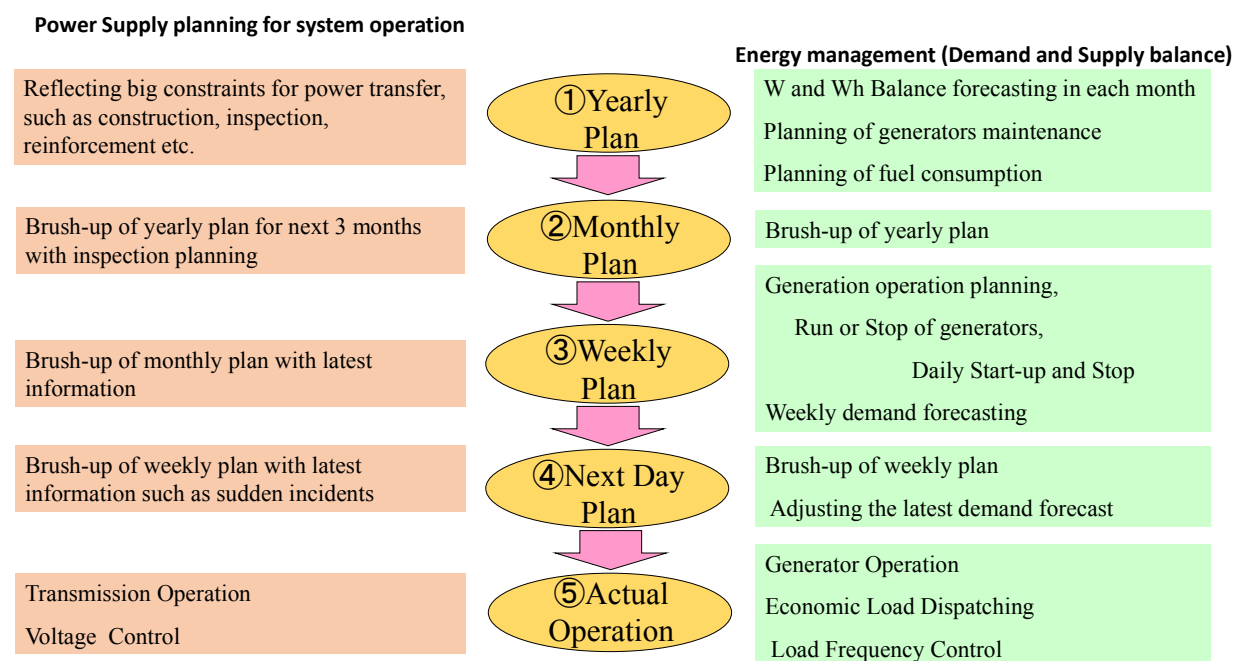 Power Supply planning for system operation
Energy management (Demand and Supply balance)
Reflecting big constraints for power transfer,
such as construction, inspection,
reinforcement etc.
①Yearly
Plan
W and Wh Balance forecasting in each month
Planning of generators maintenance
Planning of fuel consumption
Brush-up of yearly plan for next 3 months
with inspection planning
②Monthly
Plan
Brush-up of yearly plan
Brush-up of monthly plan with latest
information
③Weekly
Plan
Generation operation planning,
Run or Stop of generators,
Daily Start-up and Stop
Weekly demand forecasting
Brush-up of weekly plan with latest
information such as sudden incidents
④Next Day
Plan
Brush-up of weekly plan
Adjusting the latest demand forecast
Transmission Operation
Voltage Control
⑤Actual
Operation
Generator Operation
Economic Load Dispatching
Load Frequency Control